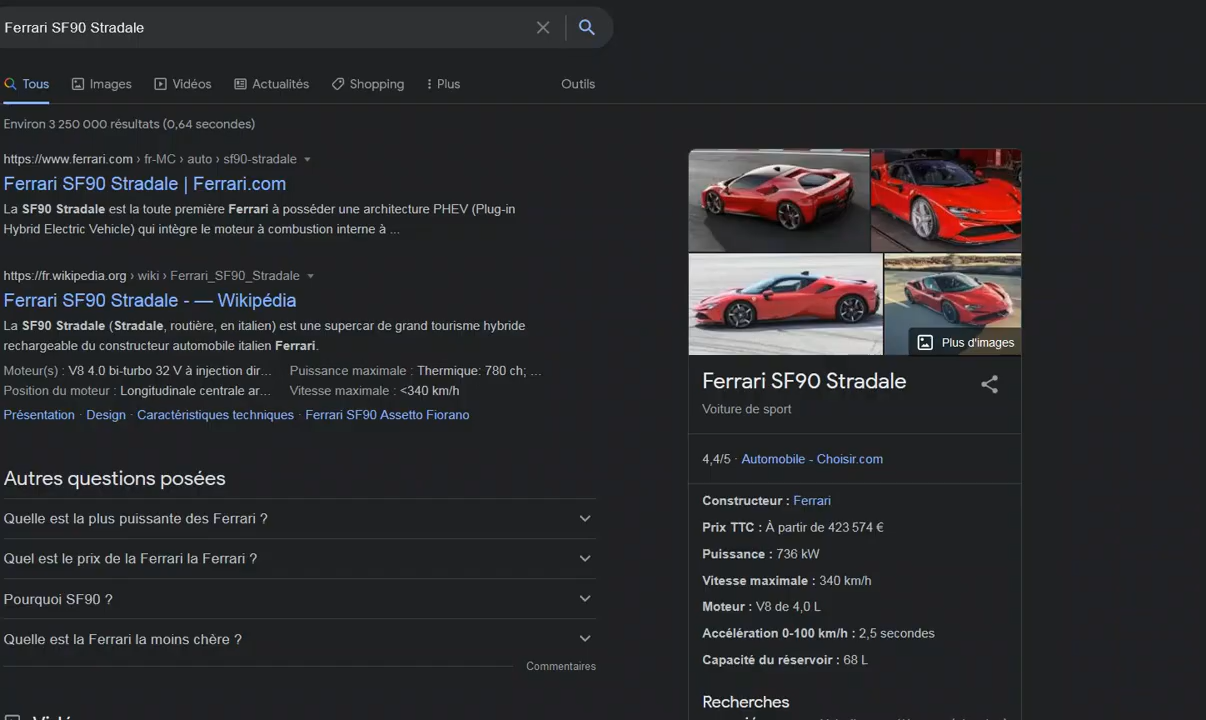 Ferrari SF90 Stradale
Tous Images Vidéos Actualités Shopping Plus Outils
Environ 3 250 000 résultats (0,64 secondes)
https://www.ferrari.com › fr-MC › auto › sf90-stradale
Ferrari SF90 Stradale | Ferrari.com
La SF90 Stradale est la toute première Ferrari à posséder une architecture PHEV (Plug-in
Hybrid Electric Vehicle) qui intègre le moteur à combustion interne à ...
https://fr.wikipedia.org › wiki › Ferrari_SF90_Stradale
Ferrari SF90 Stradale - — Wikipédia
La SF90 Stradale (Stradale, routière, en italien) est une supercar de grand tourisme hybride
rechargeable du constructeur automobile italien Ferrari.
Moteur(s) : V8 4.0 bi-turbo 32 V à injection dir... Puissance maximale : Thermique: 780 ch; ...
Position du moteur : Longitudinale centrale ar... Vitesse maximale : <340 km/h
Présentation · Design · Caractéristiques techniques · Ferrari SF90 Assetto Fiorano
Autres questions posées
Quelle est la plus puissante des Ferrari ?
Quel est le prix de la Ferrari la Ferrari ?
Pourquoi SF90 ?
Quelle est la Ferrari la moins chère ?
Commentaires
Plus d'images
Ferrari SF90 Stradale
Voiture de sport
4,4/5 · Automobile - Choisir.com
Constructeur : Ferrari
Prix TTC : À partir de 423 574 €
Puissance : 736 kW
Vitesse maximale : 340 km/h
Moteur : V8 de 4,0 L
Accélération 0-100 km/h : 2,5 secondes
Capacité du réservoir : 68 L
Recherches